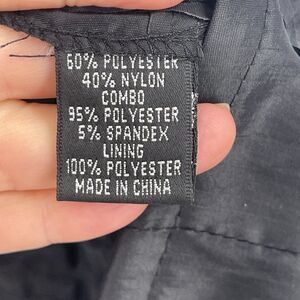 60% POLYESTER
40% NYLON
COMBO
95% POLYESTER
5% SPANDEX
LINING
100% POLYESTER
MADE IN CHINA